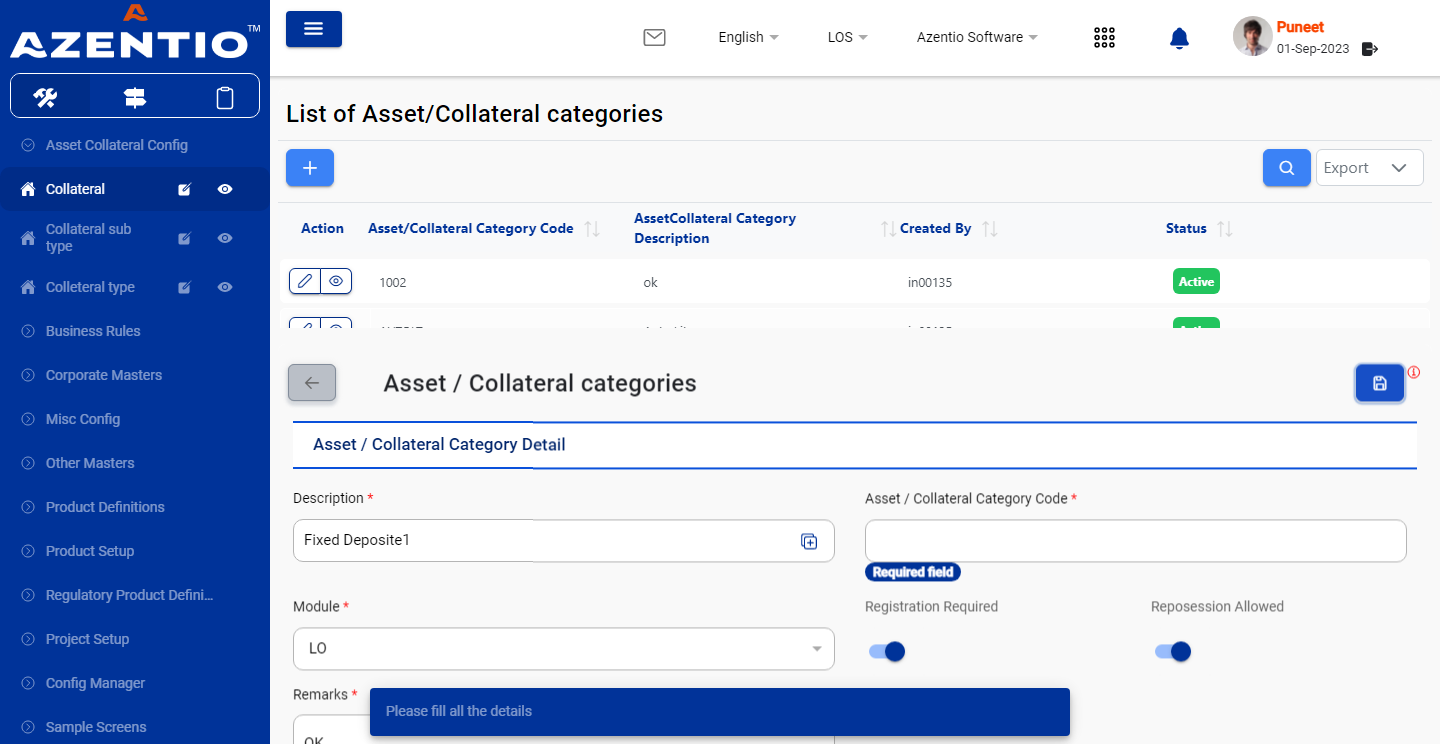 AZENTIO™
English
LOS
Azentio Software
Puneet
01-Sep-2023
Asset Collateral Config
Collateral
Collateral sub
type
Colleteral type
Business Rules
Corporate Masters
Misc Config
Other Masters
Product Definitions
Product Setup
Regulatory Product Defini...
Project Setup
Config Manager
Sample Screens
List of Asset/Collateral categories
Export
Action
Asset/Collateral Category Code
AssetCollateral Category
Description
Created By
Status
1002
ok
in00135
Active
Asset / Collateral categories
Asset / Collateral Category Detail
Description *
Asset / Collateral Category Code *
Fixed Deposite1
Required field
Module *
Registration Required
Reposession Allowed
LO
Remarks *
OK
Please fill all the details